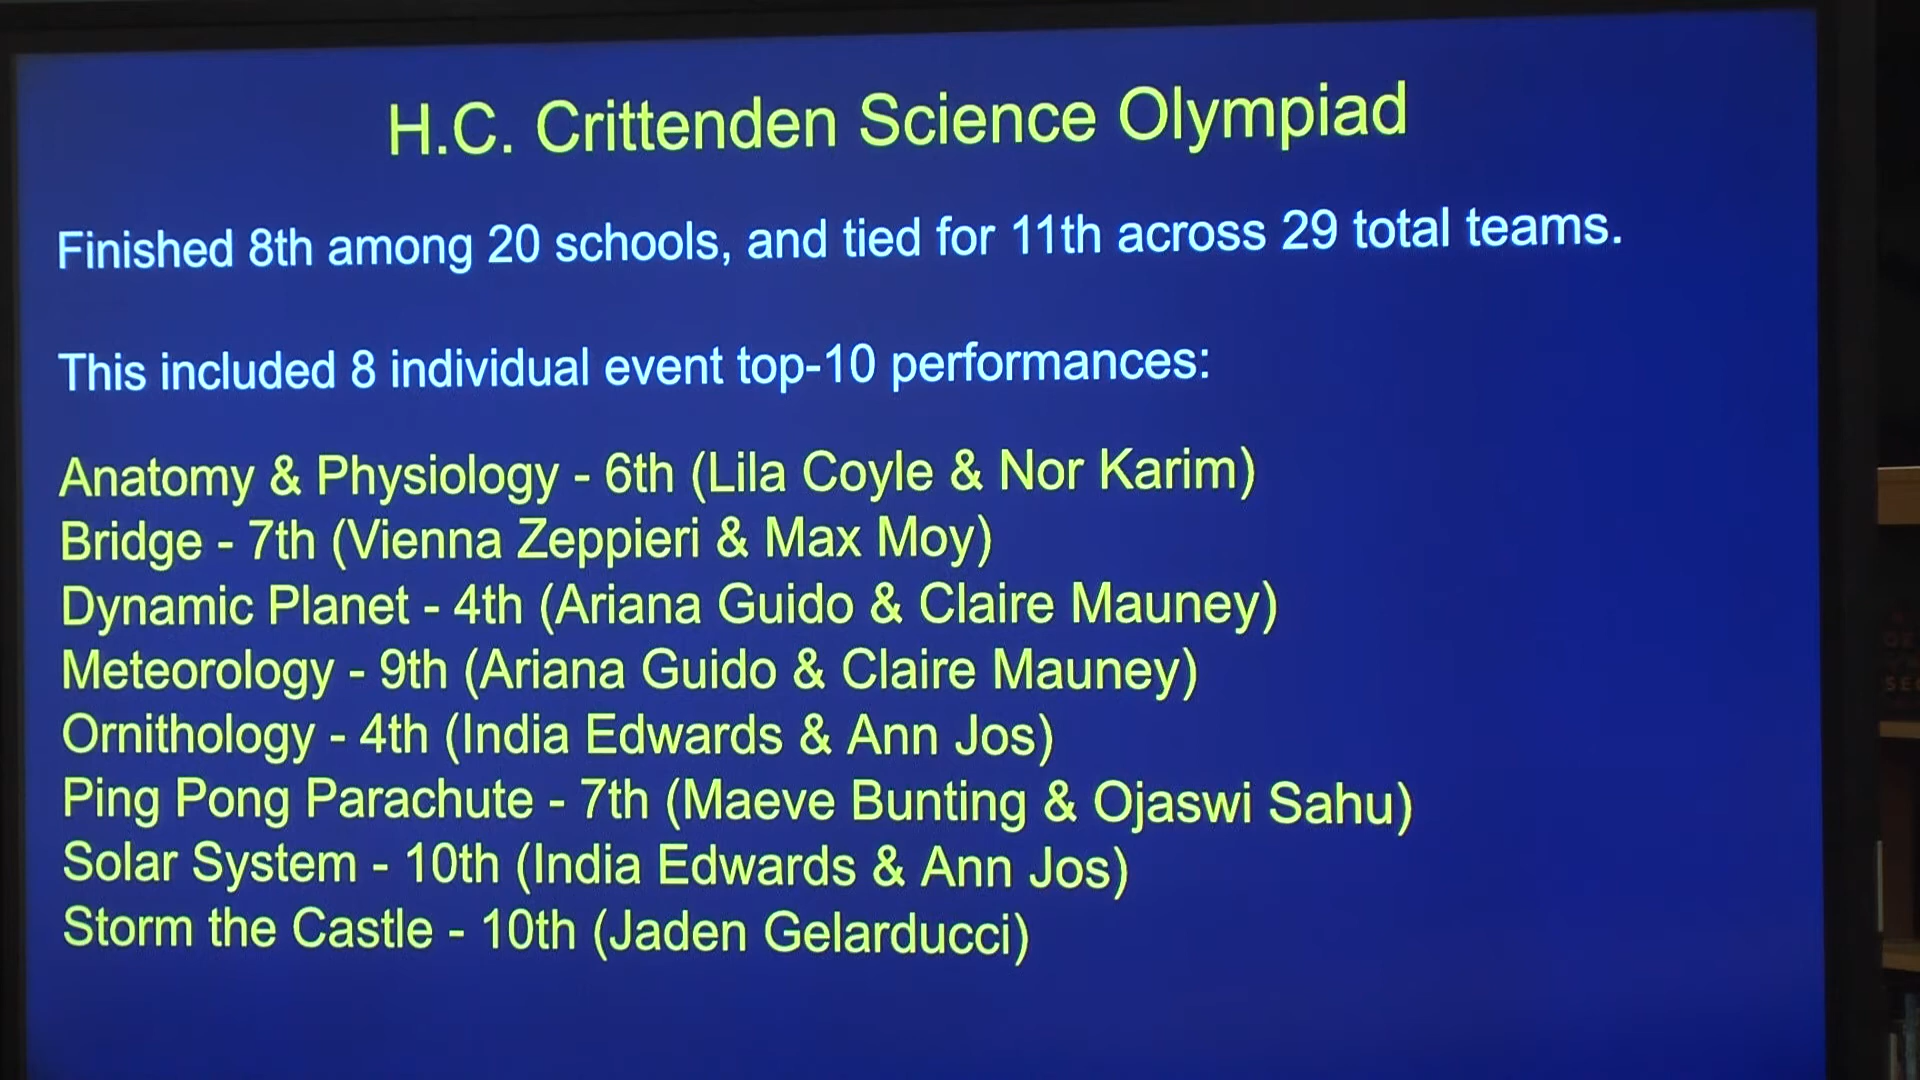 H.C. Crittenden Science Olympiad
Finished 8th among 20 schools, and tied for 11th across 29 total teams.
This included 8 individual event top-10 performances:
Anatomy & Physiology - 6th (Lila Coyle & Nor Karim)
Bridge - 7th (Vienna Zeppieri & Max Moy)
Dynamic Planet - 4th (Ariana Guido & Claire Mauney)
Meteorology - 9th (Ariana Guido & Claire Mauney)
Ornithology - 4th (India Edwards & Ann Jos)
Ping Pong Parachute - 7th (Maeve Bunting & Ojaswi Sahu)
Solar System - 10th (India Edwards & Ann Jos)
Storm the Castle - 10th (Jaden Gelarducci)